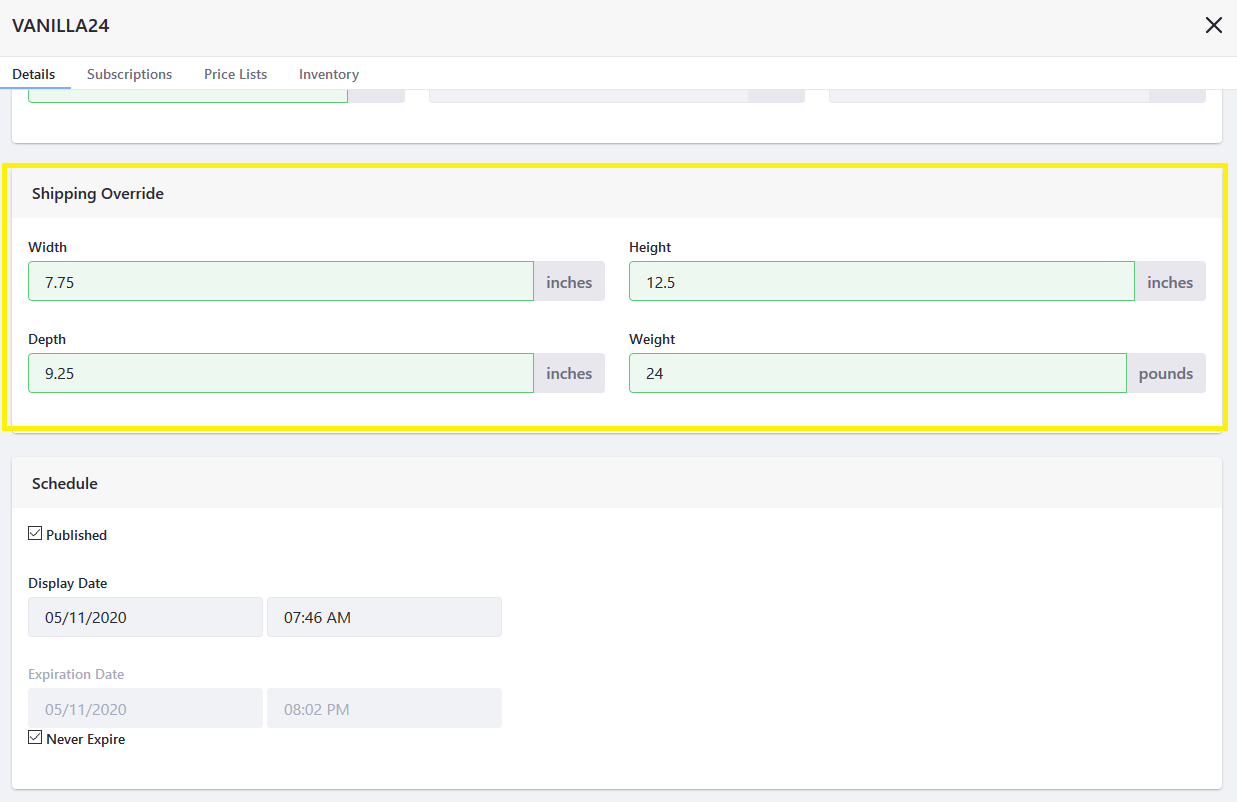 VANILLA24
Details Subscriptions Price Lists Inventory
Shipping Override
Width Height
7.75 inches 12.5 inches
Depth Weight
9.25 inches 24 pounds
Schedule
Published
Display Date
05/11/2020 07:46 AM
Expiration Date
05/11/2020 08:02 PM
Never Expire